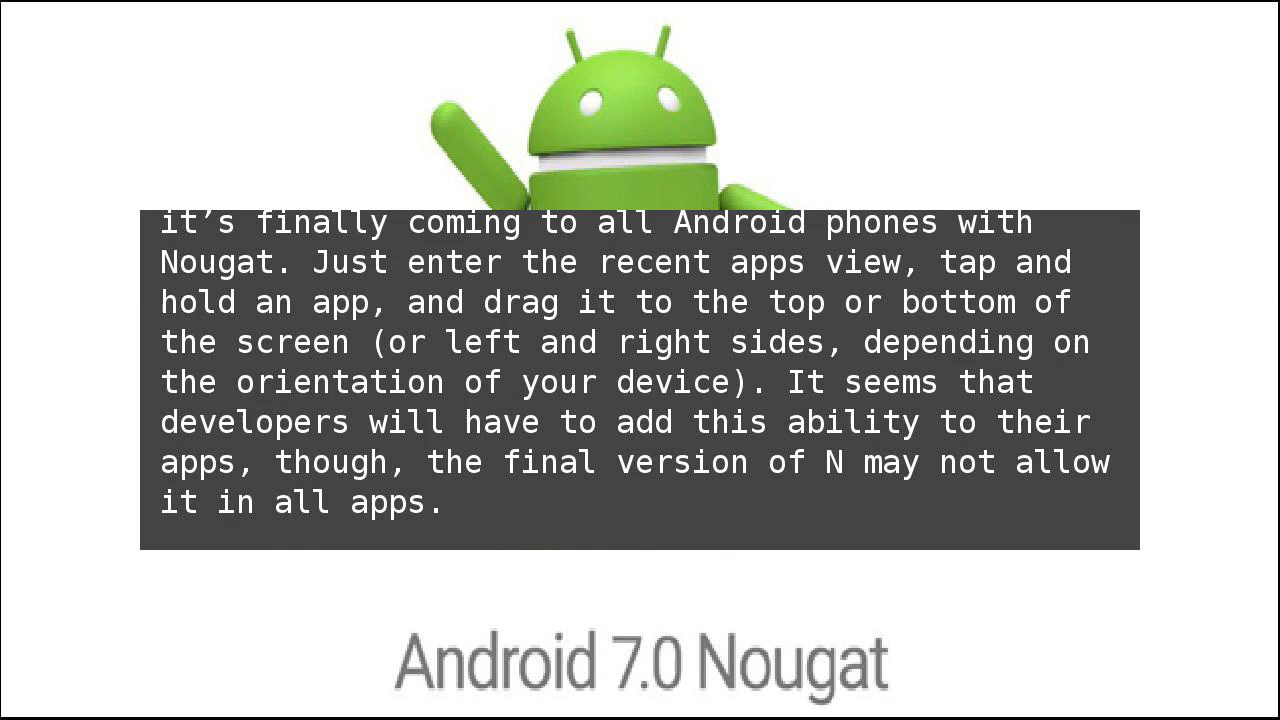 it’s finally coming to all Android phones with
Nougat. Just enter the recent apps view, tap and
hold an app, and drag it to the top or bottom of
the screen (or left and right sides, depending on
the orientation of your device). It seems that
developers will have to add this ability to their
apps, though, the final version of N may not allow
it in all apps.
Android 7.0 Nougat